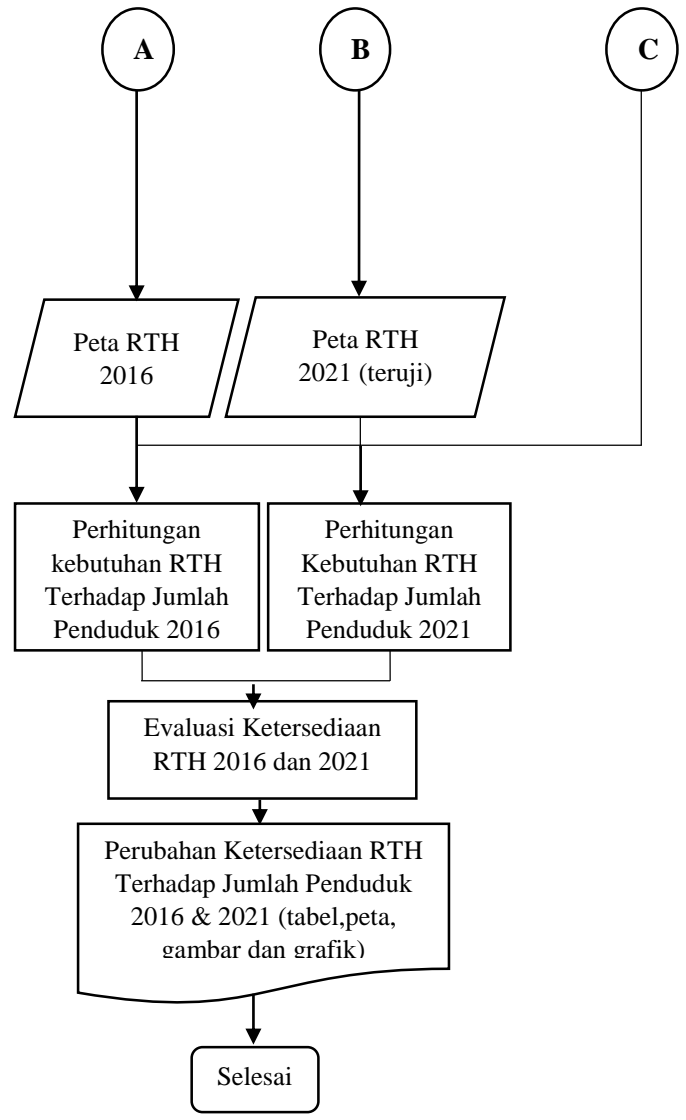 A
B
C
Peta RTH
2016
Peta RTH
2021 (teruji)
Perhitungan
kebutuhan RTH
Terhadap Jumlah
Penduduk 2016
Perhitungan
Kebutuhan RTH
Terhadap Jumlah
Penduduk 2021
Evaluasi Ketersediaan
RTH 2016 dan 2021
Perubahan Ketersediaan RTH
Terhadap Jumlah Penduduk
2016 & 2021 (tabel,peta,
gambar dan grafik)
Selesai